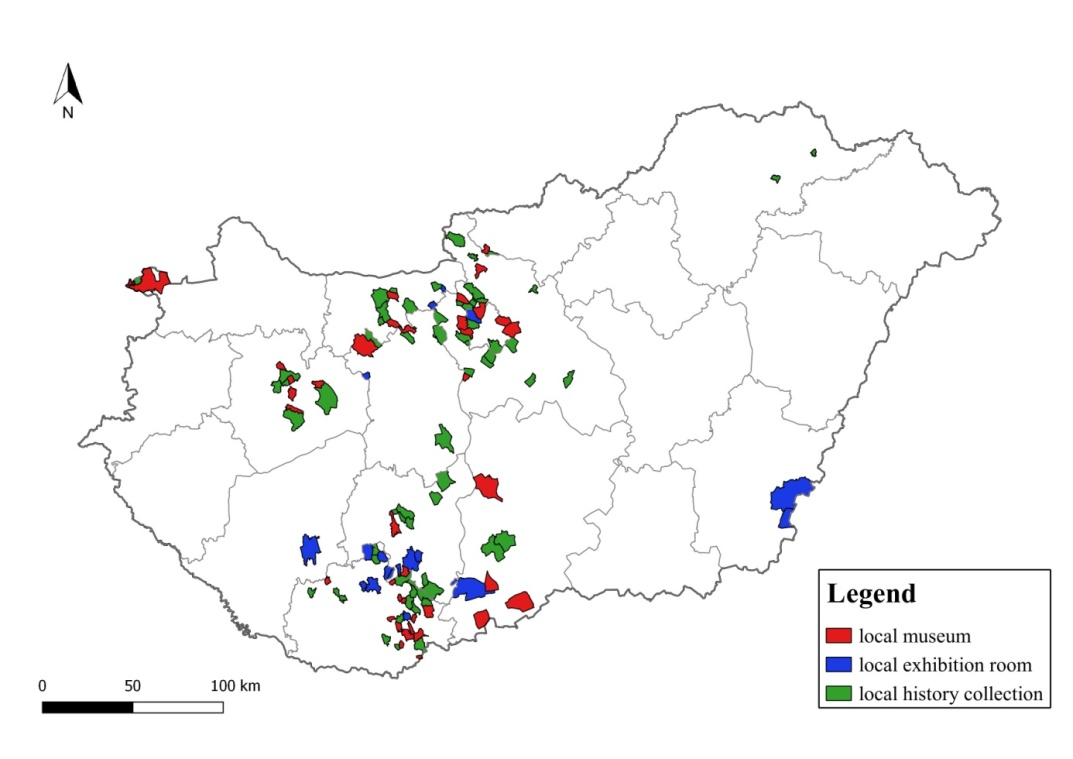 N
0 50 100 km
Legend
local museum
local exhibition room
local history collection